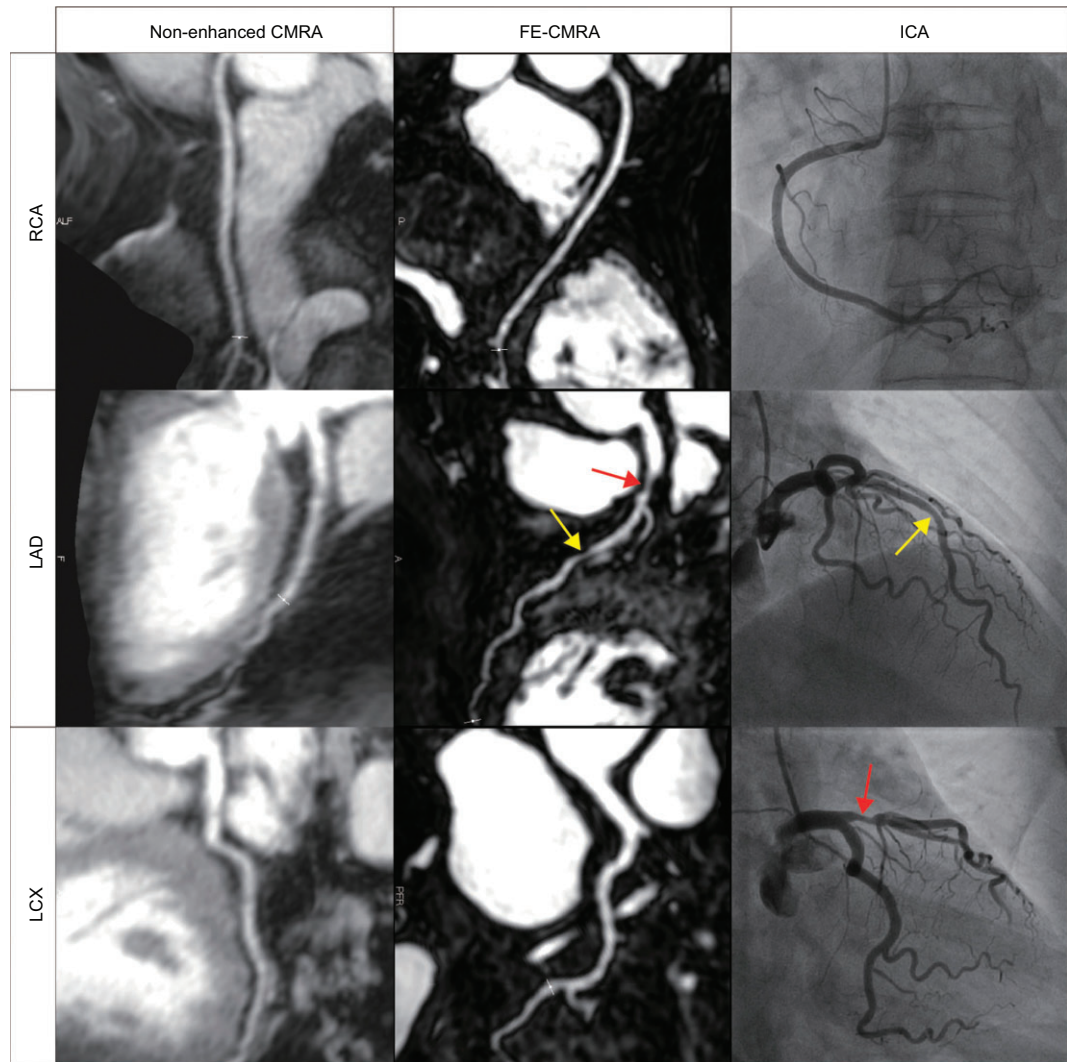 Non-enhanced CMRA
FE-CMRA
ICA
RCA
ALF
P
LAD
F
A
LCX
PFR